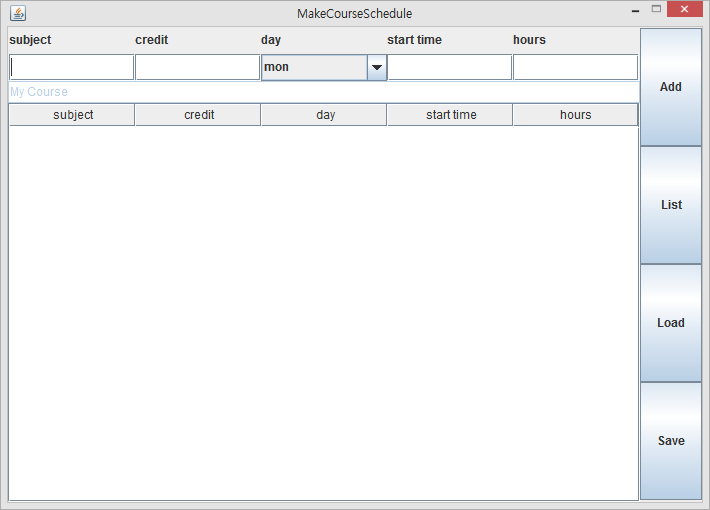 MakeCourseSchedule
subject credit day start time hours
mon
My Course
subject credit day start time hours
Add
List
Load
Save